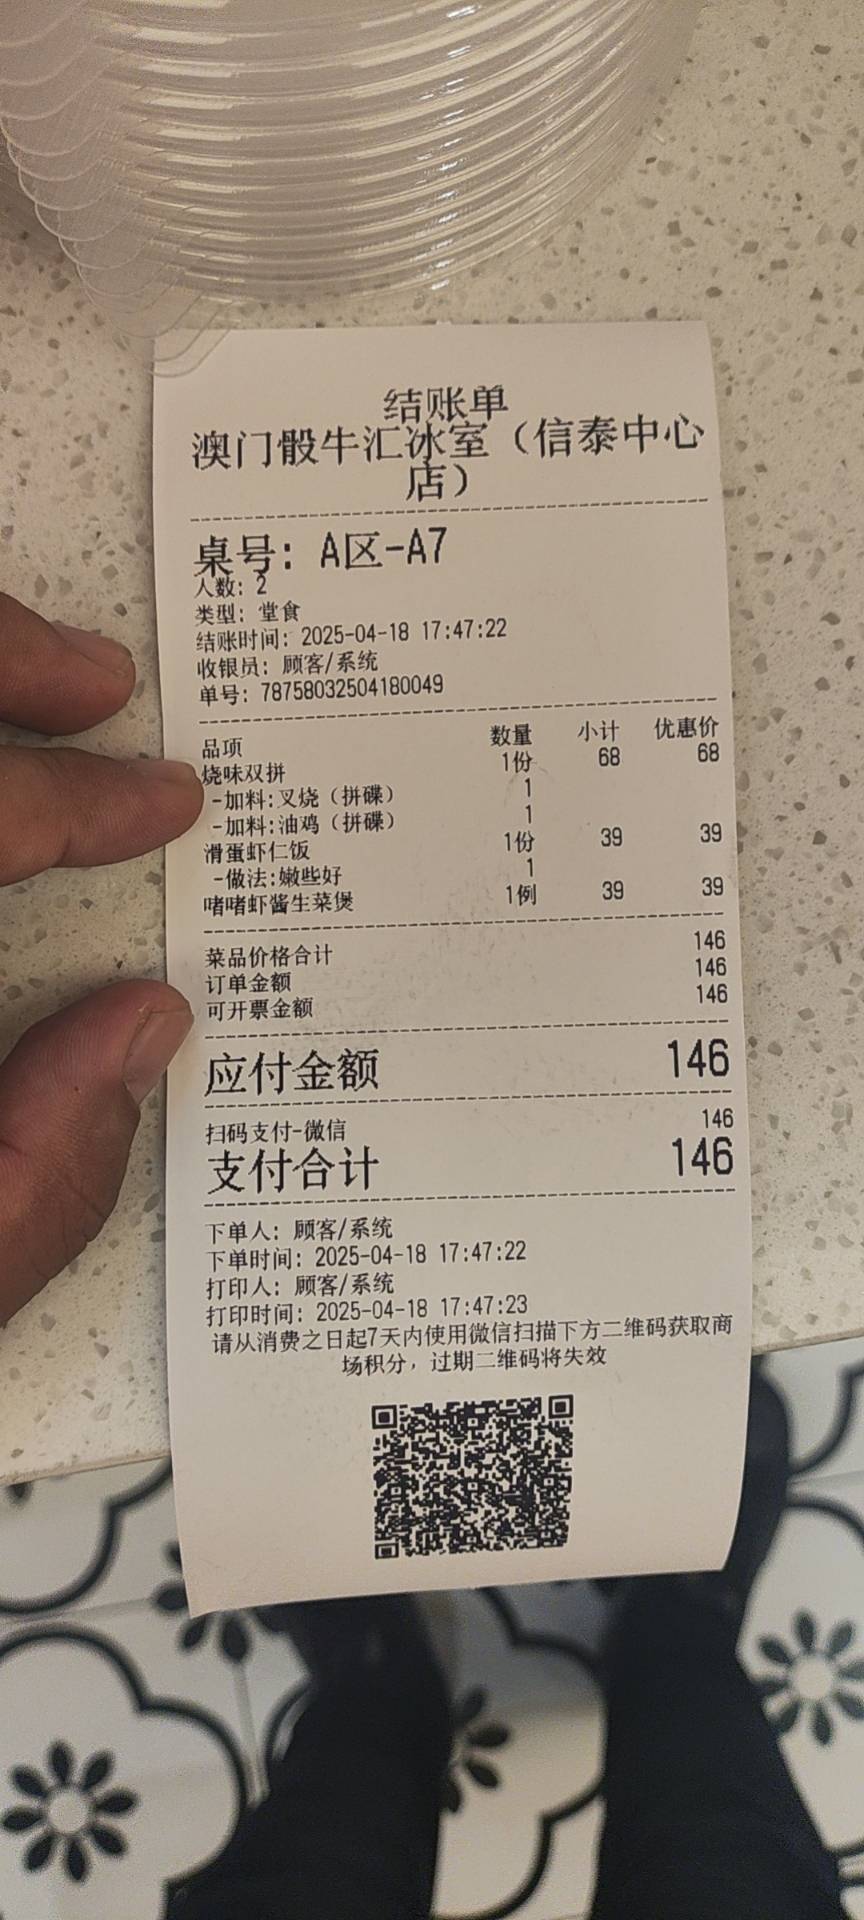 结账单
澳门骰牛汇冰室（信泰中心
店）
桌号: A区-A7
人数: 2
类型: 堂食
结账时间: 2025-04-18 17:47:22
收银员: 顾客/系统
单号: 78758032504180049
品项 数量 小计 优惠价
烧味双拼 1份 68 68
-加料:叉烧（拼碟） 1
-加料:油鸡（拼碟） 1
滑蛋虾仁饭 1份 39 39
-做法:嫩些好 1
啫啫虾酱生菜煲 1例 39 39
菜品价格合计 146
订单金额 146
可开票金额 146
应付金额 146
扫码支付-微信 146
支付合计 146
下单人: 顾客/系统
下单时间: 2025-04-18 17:47:22
打印人: 顾客/系统
打印时间: 2025-04-18 17:47:23
请从消费之日起7天内使用微信扫描下方二维码获取商
场积分，过期二维码将失效